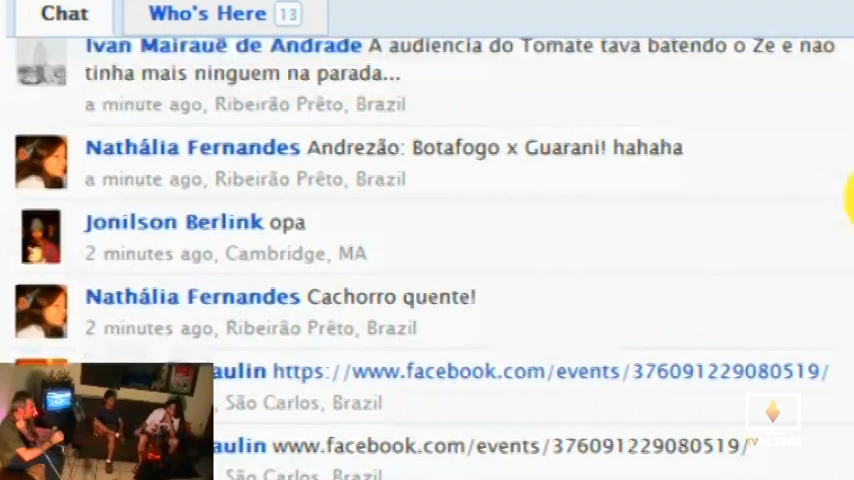 Chat
Who's Here 13
Ivan Mairauê de Andrade A audiencia do Tomate tava batendo o Ze e nao
tinha mais ninguem na parada...
a minute ago, Ribeirão Prêto, Brazil
Nathália Fernandes Andrezão: Botafogo x Guarani! hahaha
a minute ago, Ribeirão Prêto, Brazil
Jonilson Berlink opa
2 minutes ago, Cambridge, MA
Nathália Fernandes Cachorro quente!
2 minutes ago, Ribeirão Prêto, Brazil
aulin https://www.facebook.com/events/376091229080519/
, São Carlos, Brazil
aulin www.facebook.com/events/376091229080519/
, São Carlos, Brazil